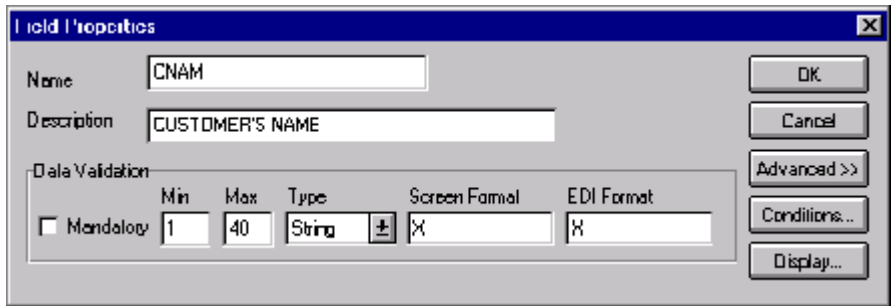 Field Properties
Name CNAM OK
Description CUSTOMER'S NAME Cancel
Data Validation Advanced >>
Min Max Type Screen Format EDI Format
Mandatory 1 40 String X X Conditions...
Display...